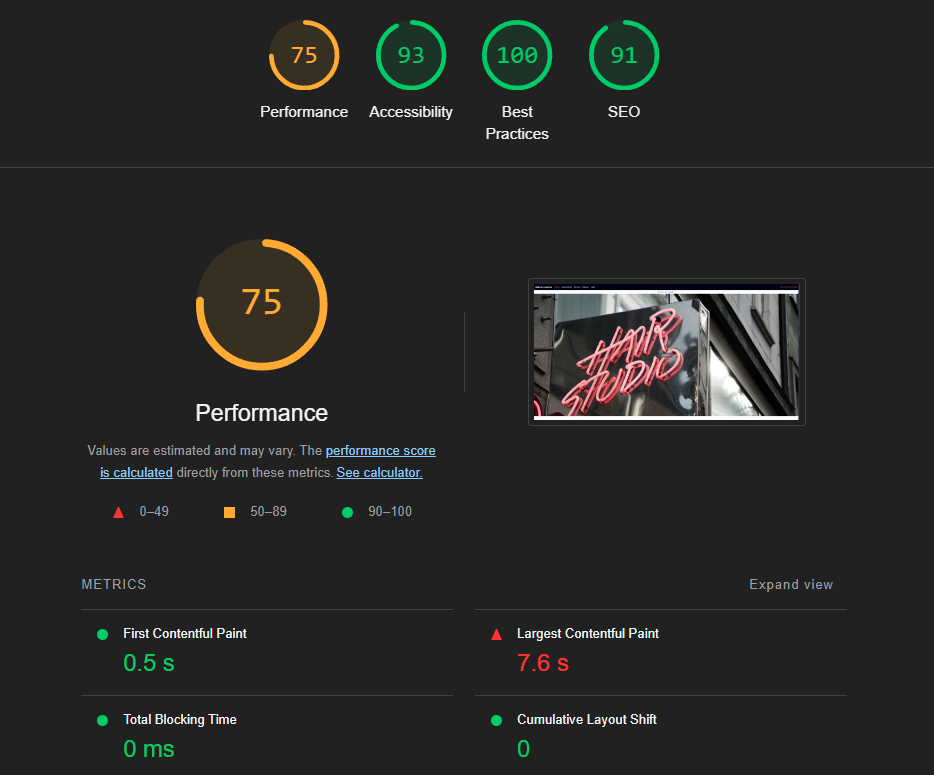 75
93
100
91
Performance
Accessibility
Best
Practices
SEO
75
Performance
Values are estimated and may vary. The performance score
is calculated directly from these metrics. See calculator.
0–49
50–89
90–100
HAIR
STUDIO
METRICS
Expand view
First Contentful Paint
0.5 s
Largest Contentful Paint
7.6 s
Total Blocking Time
0 ms
Cumulative Layout Shift
0